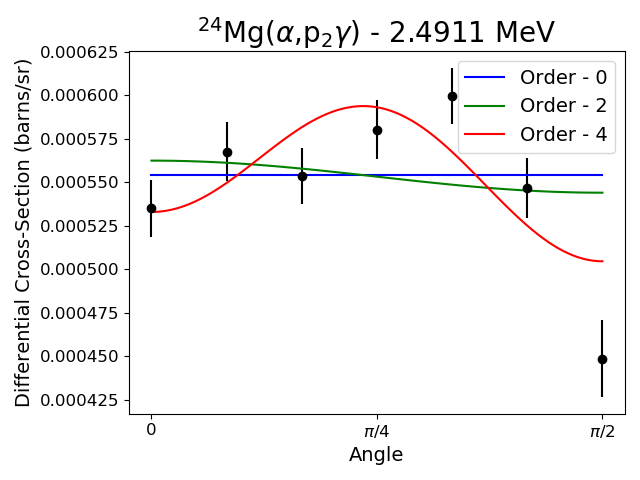 ²⁴Mg(α,p₂γ) - 2.4911 MeV
Differential Cross-Section (barns/sr)
0.000625
0.000600
0.000575
0.000550
0.000525
0.000500
0.000475
0.000450
0.000425
Order - 0
Order - 2
Order - 4
0
π/4
π/2
Angle